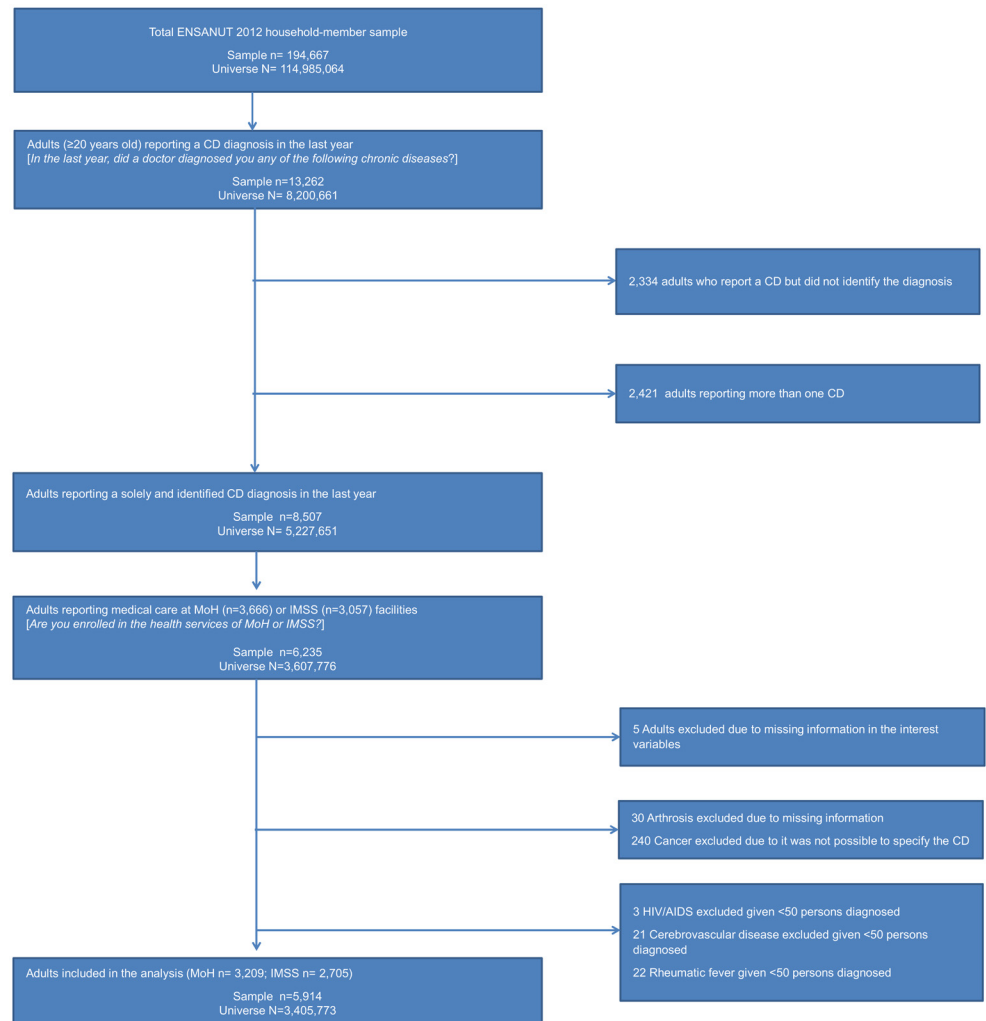 Total ENSANUT 2012 household-member sample
Sample n= 194,667
Universe N= 114,985,064
Adults (≥20 years old) reporting a CD diagnosis in the last year
[In the last year, did a doctor diagnosed you any of the following chronic diseases?]
Sample n=13,262
Universe N= 8,200,661
2,334 adults who report a CD but did not identify the diagnosis
2,421 adults reporting more than one CD
Adults reporting a solely and identified CD diagnosis in the last year
Sample n=8,507
Universe N= 5,227,651
Adults reporting medical care at MoH (n=3,666) or IMSS (n=3,057) facilities
[Are you enrolled in the health services of MoH or IMSS?]
Sample n=6,235
Universe N=3,607,776
5 Adults excluded due to missing information in the interest
variables
30 Arthrosis excluded due to missing information
240 Cancer excluded due to it was not possible to specify the CD
3 HIV/AIDS excluded given <50 persons diagnosed
21 Cerebrovascular disease excluded given <50 persons
diagnosed
22 Rheumatic fever given <50 persons diagnosed
Adults included in the analysis (MoH n= 3,209; IMSS n= 2,705)
Sample n=5,914
Universe N=3,405,773